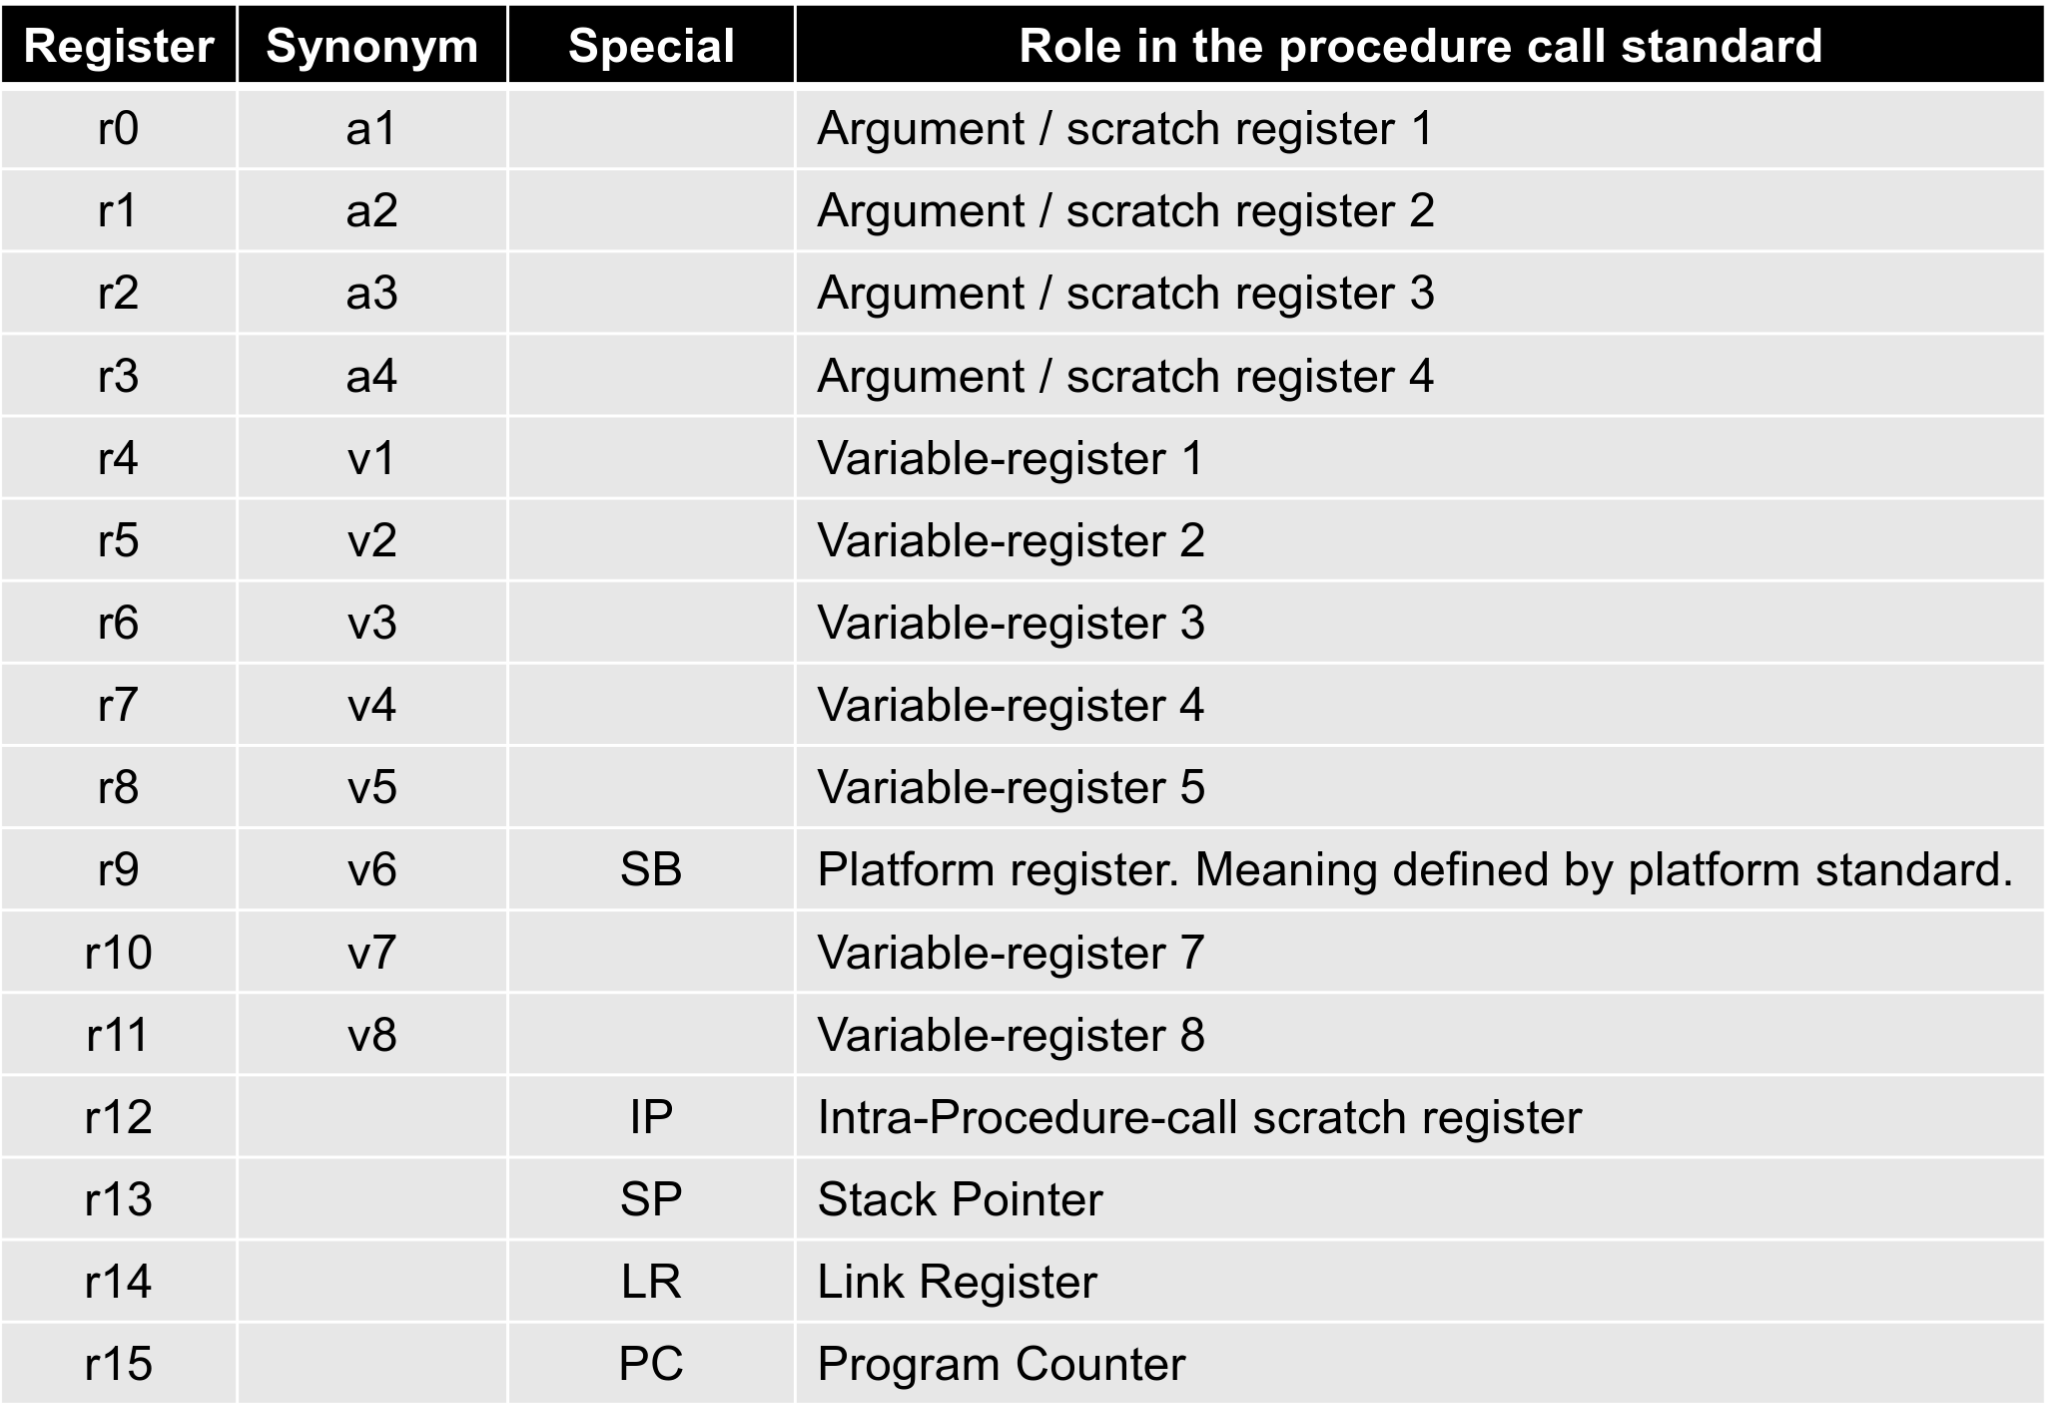 Register Synonym Special Role in the procedure call standard
r0 a1 Argument / scratch register 1
r1 a2 Argument / scratch register 2
r2 a3 Argument / scratch register 3
r3 a4 Argument / scratch register 4
r4 v1 Variable-register 1
r5 v2 Variable-register 2
r6 v3 Variable-register 3
r7 v4 Variable-register 4
r8 v5 Variable-register 5
r9 v6 SB Platform register. Meaning defined by platform standard.
r10 v7 Variable-register 7
r11 v8 Variable-register 8
r12 IP Intra-Procedure-call scratch register
r13 SP Stack Pointer
r14 LR Link Register
r15 PC Program Counter